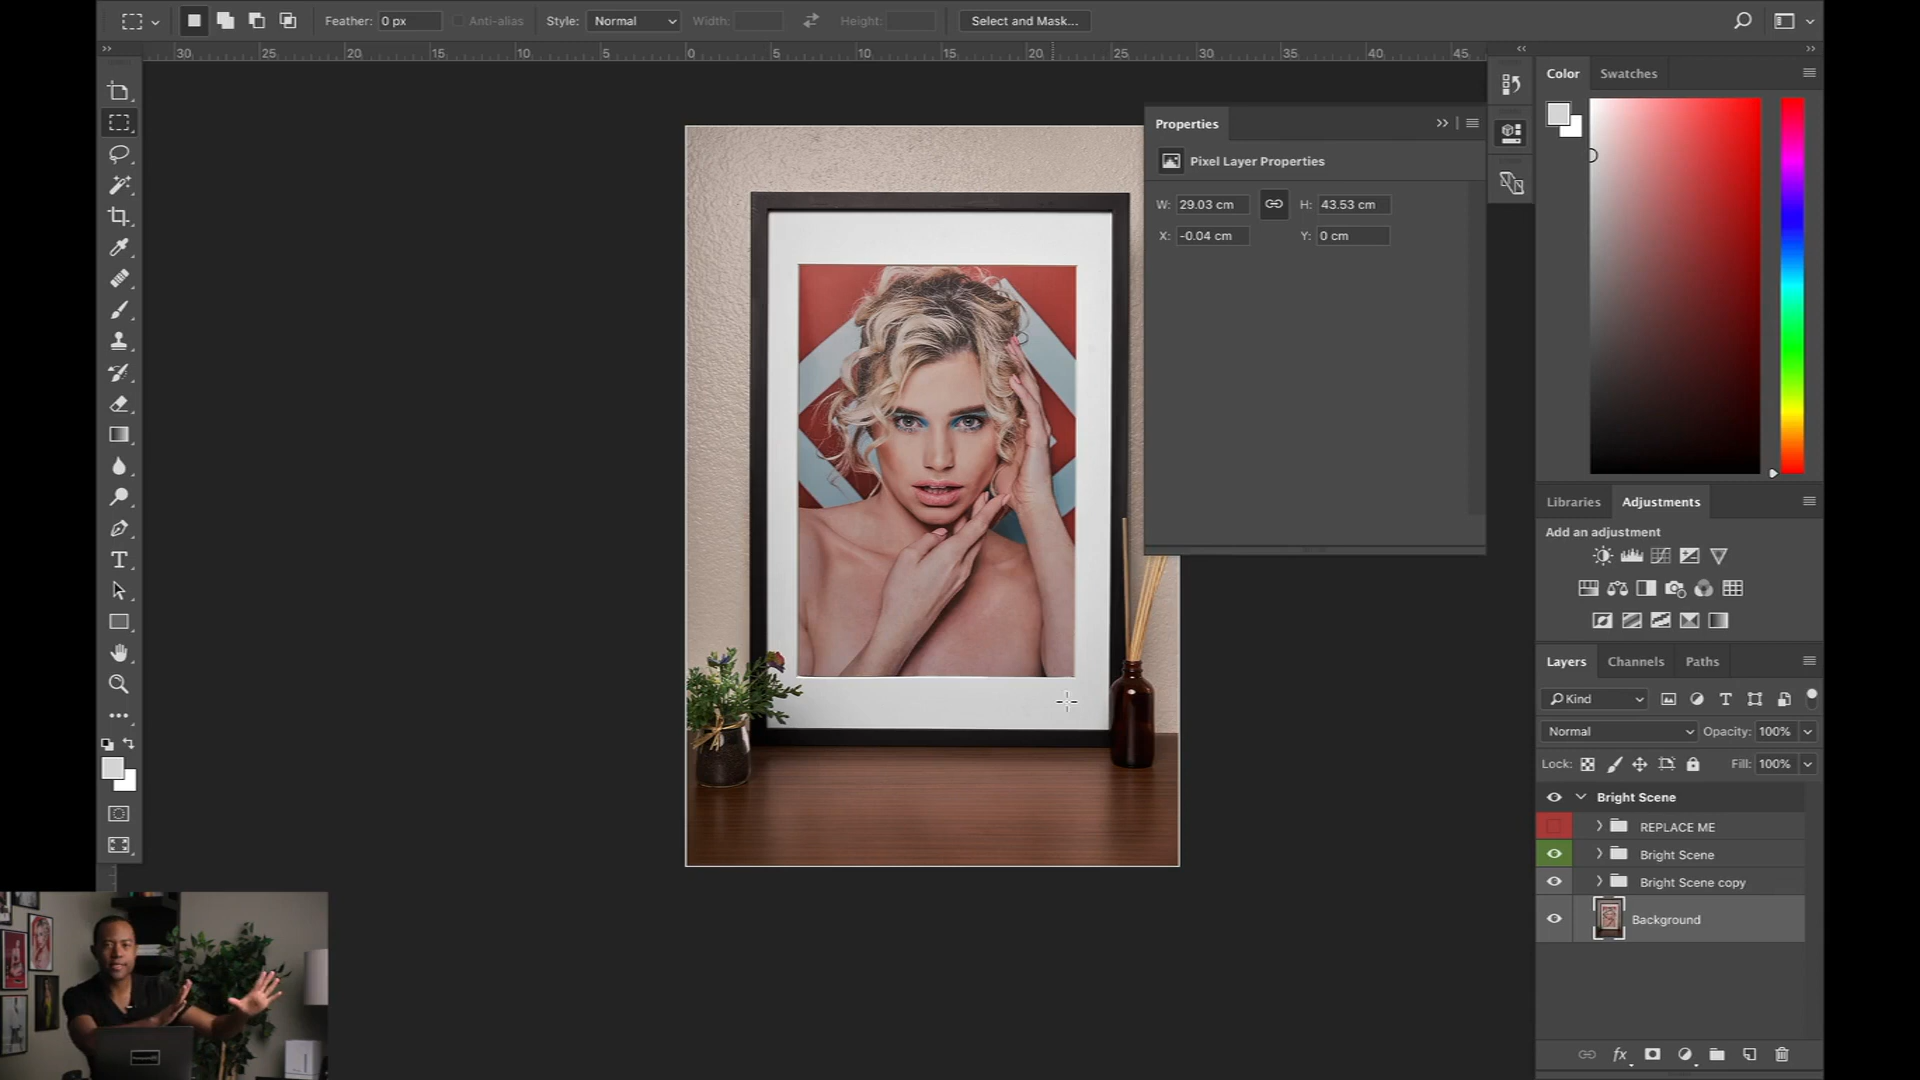 Feather: 0 px Anti-alias Style: Normal Width: Height: Select and Mask...
30 25 20 15 10 5 0 5 10 15 20 25 30 35 40 45
Color Swatches
Properties
Pixel Layer Properties
W: 29.03 cm H: 43.53 cm
X: -0.04 cm Y: 0 cm
Libraries Adjustments
Add an adjustment
Layers Channels Paths
Kind
Normal Opacity: 100%
Lock: Fill: 100%
Bright Scene
REPLACE ME
Bright Scene
Bright Scene copy
Background
fx